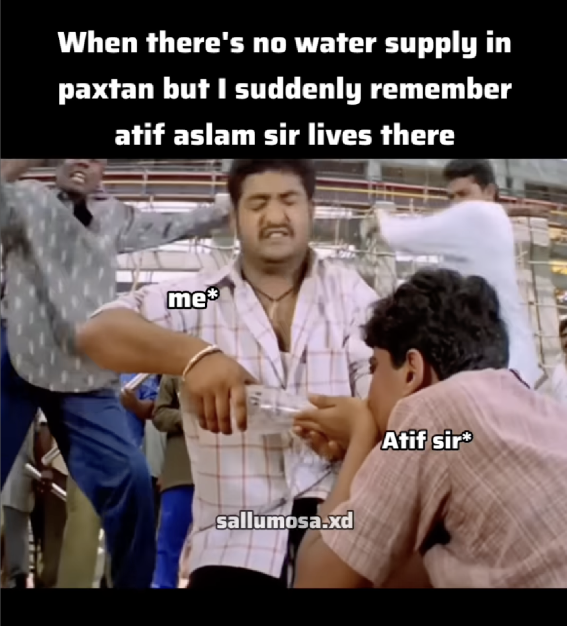 When there's no water supply in
paxtan but I suddenly remember
atif aslam sir lives there
me*
Atif sir*
sallumosa.xd